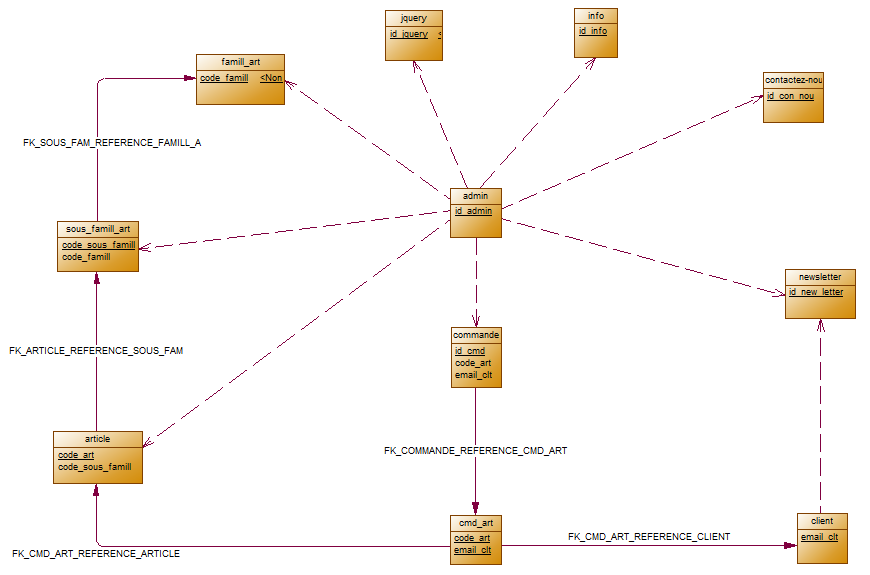 jquery
id_jquery <
info
id_info
famill_art
code_famill <Non
contactez-nou
id_con_nou
FK_SOUS_FAM_REFERENCE_FAMILL_A
admin
id_admin
sous_famill_art
code_sous_famill
code_famill
newsletter
id_new_letter
commande
id_cmd
code_art
email_clt
FK_ARTICLE_REFERENCE_SOUS_FAM
article
code_art
code_sous_famill
FK_COMMANDE_REFERENCE_CMD_ART
cmd_art
code_art
email_clt
FK_CMD_ART_REFERENCE_CLIENT
client
email_clt
FK_CMD_ART_REFERENCE_ARTICLE